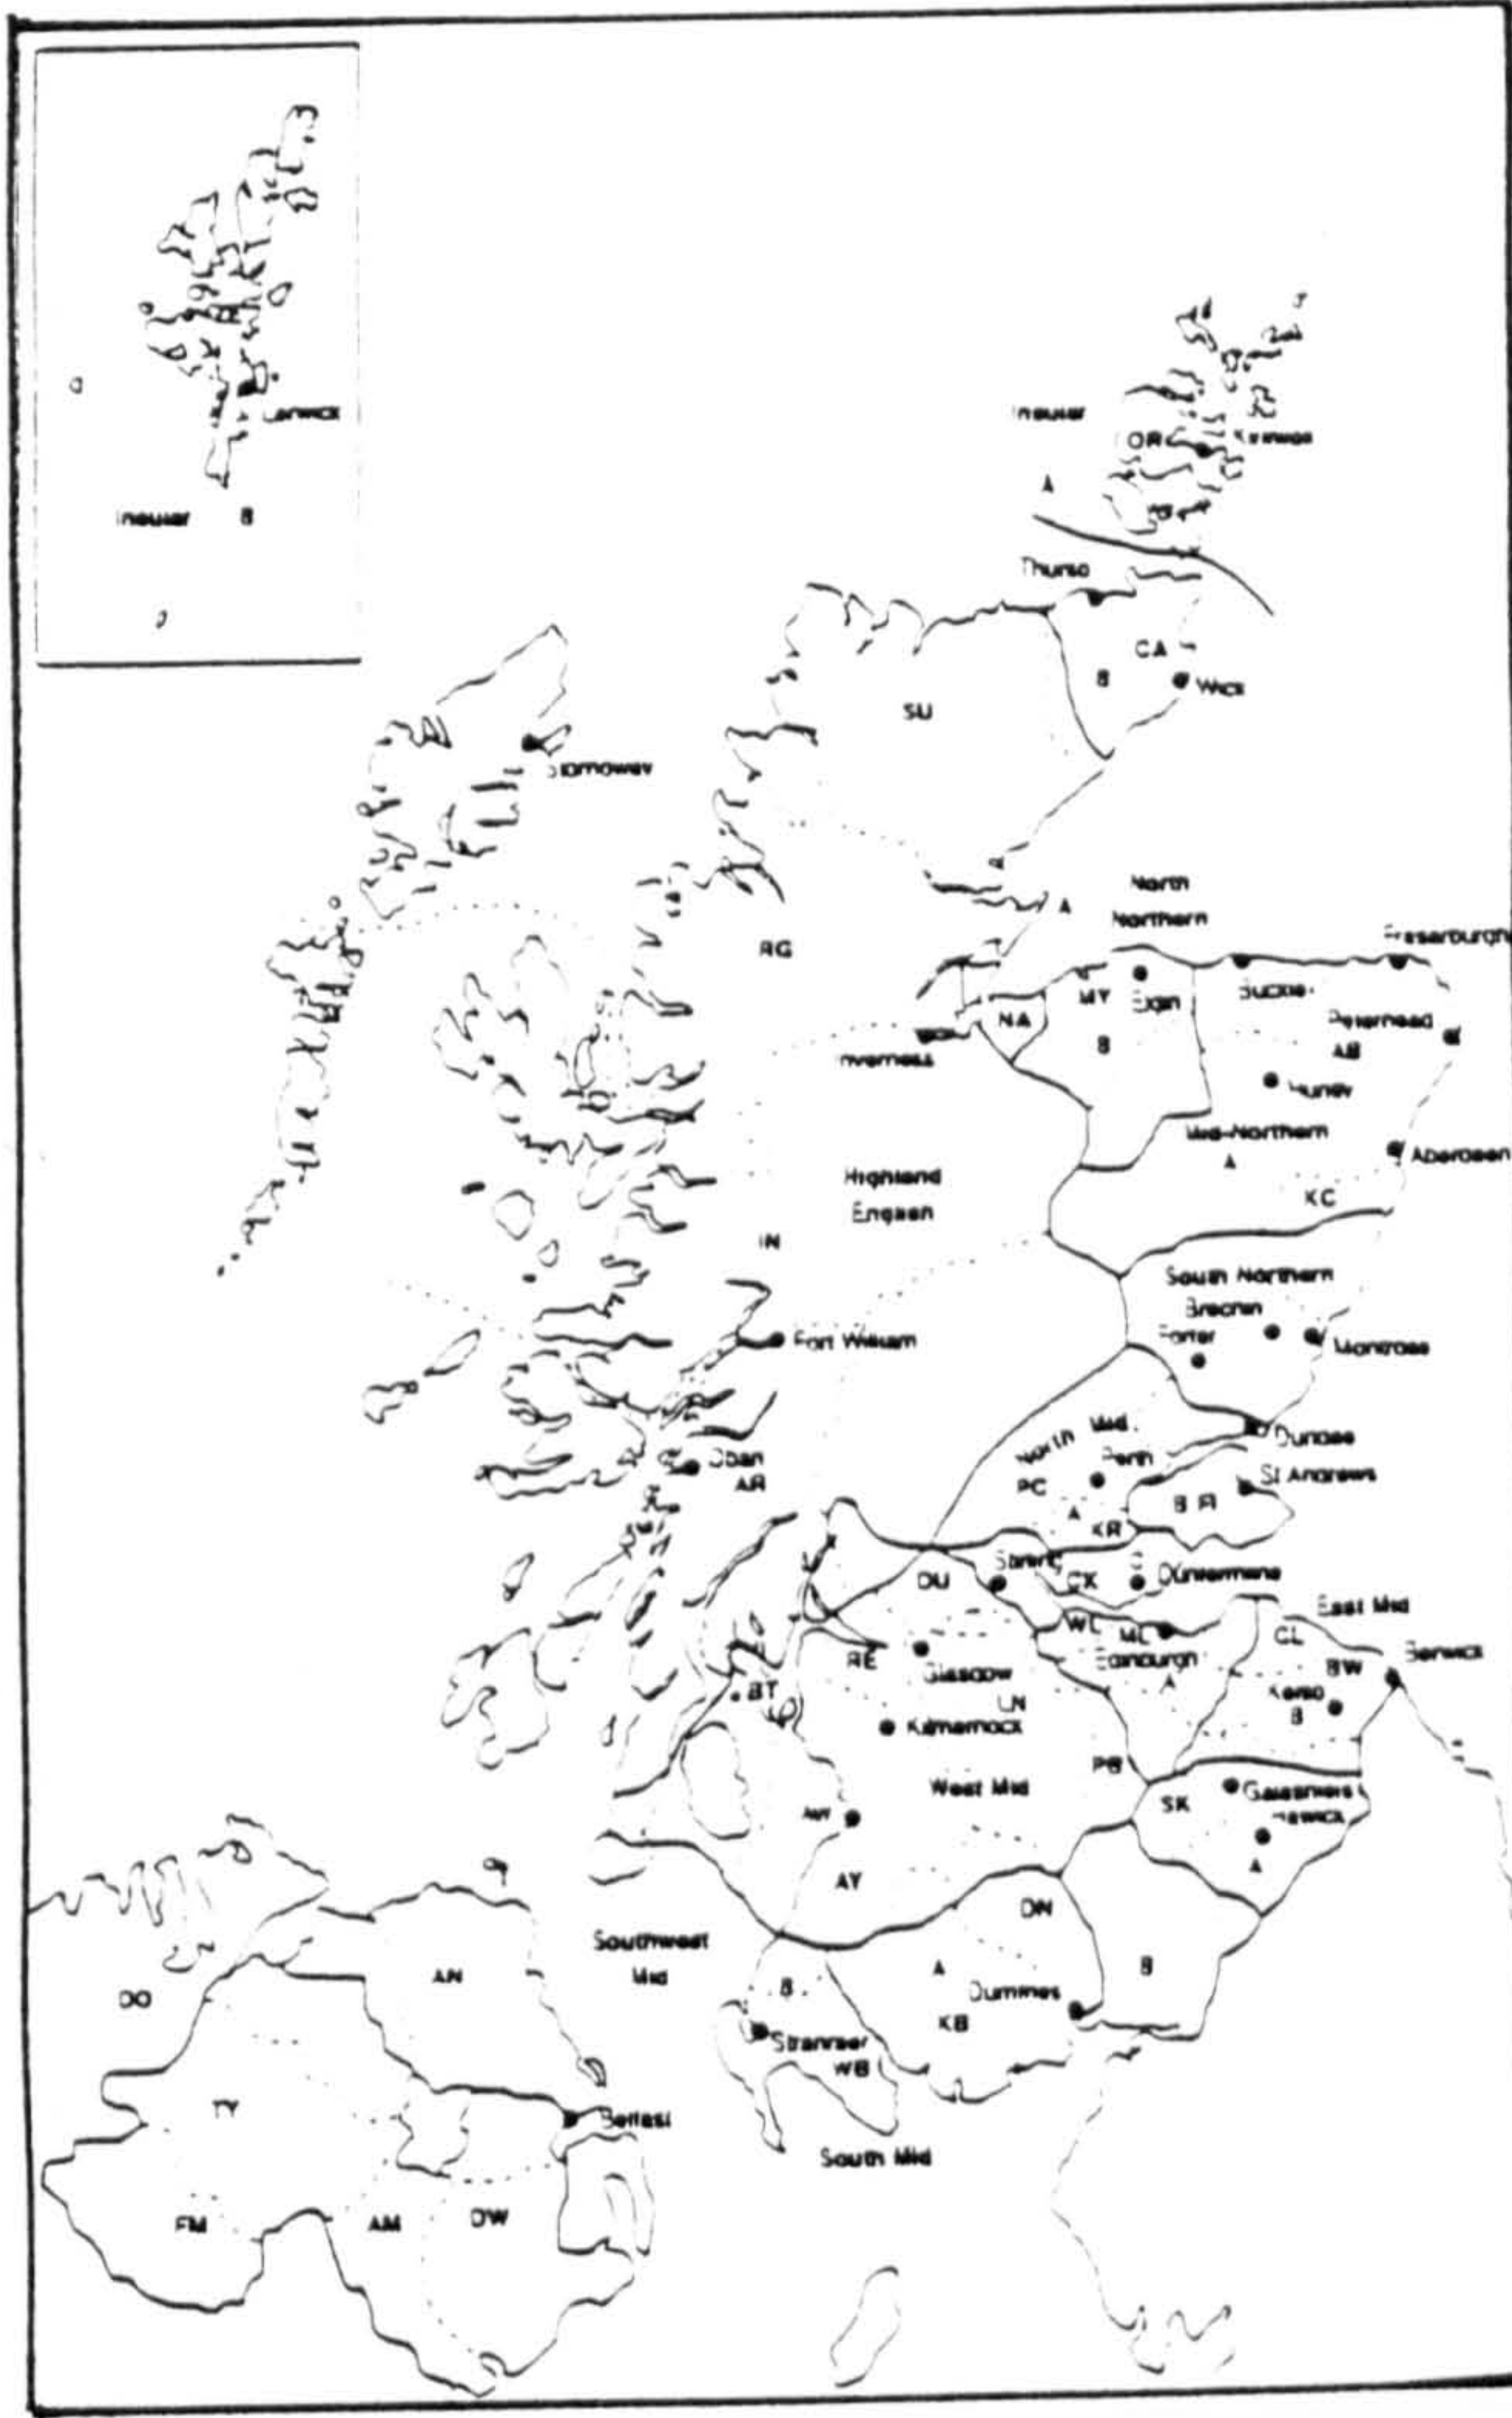 Lerwick
Insular B
Insular
OR Kirkwall
A
Thurso
CA
B
Wick
SU
Stornoway
North
Northern
A
Fraserburgh
RG
MY Elgin
Buckie
NA
B
Peterhead
AB
Inverness
Huntly
Mid-Northern
A
Aberdeen
Highland
English
KC
IN
South Northern
Brechin
Forfar
Montrose
Fort William
North Mid
Dundee
Perth
Oban
AR
PC
St Andrews
B FI
A
KR
Stirling
DU
CX
Dunfermline
East Mid
WL
ML
Edinburgh
CL
Berwick
RE
Glasgow
BW
A
BT
LN
Kelso
B
Kilmarnock
PB
West Mid
SK
Galashiels
Hawick
Ayr
A
AY
DN
Southwest
Mid
AN
A
B
DO
B
Dumfries
KB
Stranraer
WB
TY
Belfast
South Mid
FM
AM
DW